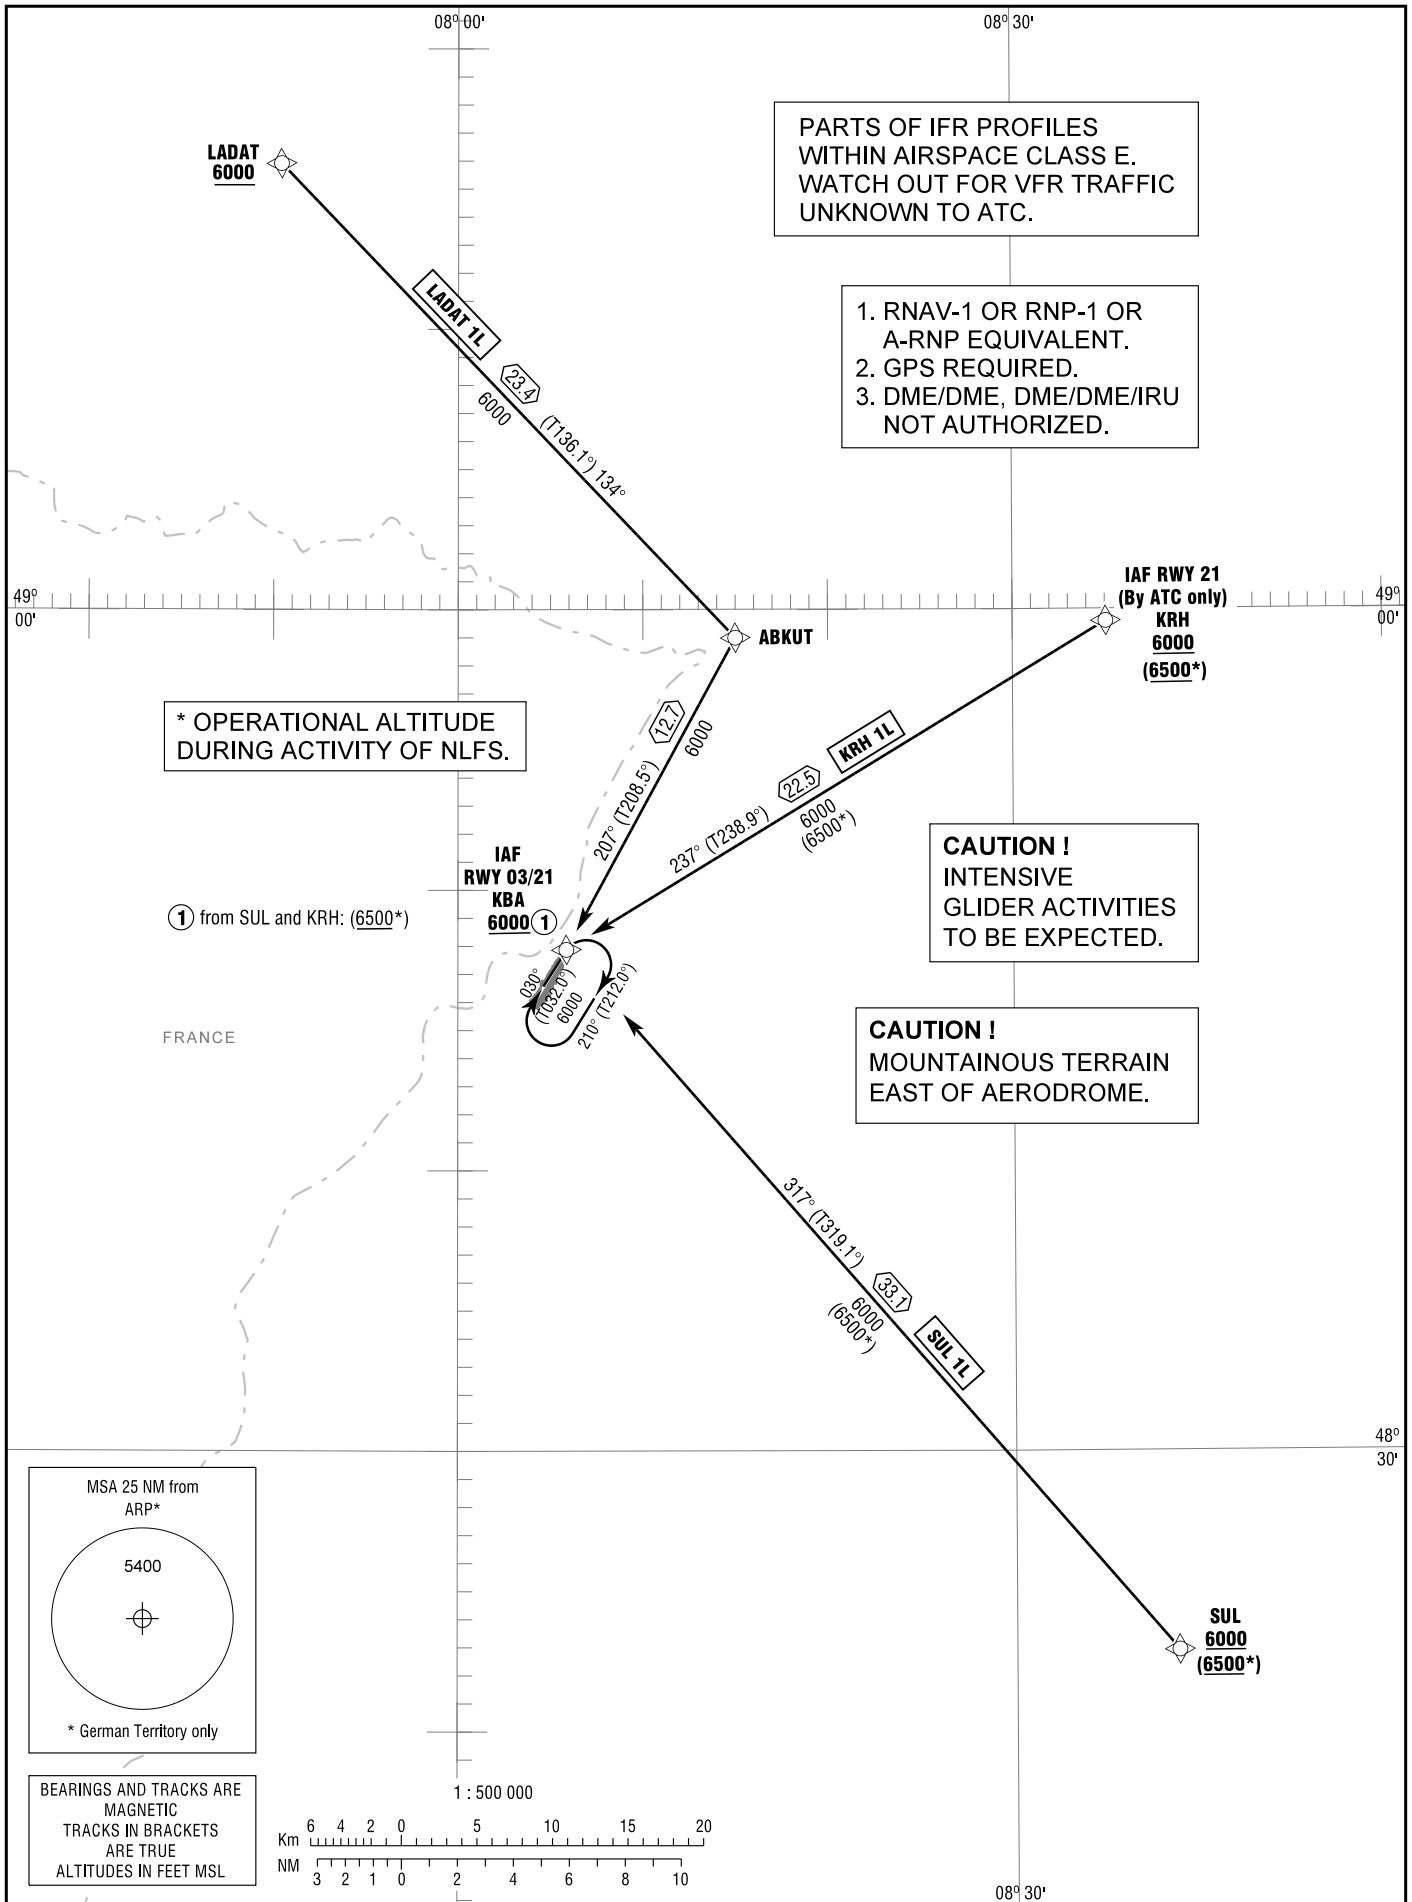 08° 00'
08° 30'
LADAT
6000
PARTS OF IFR PROFILES
WITHIN AIRSPACE CLASS E.
WATCH OUT FOR VFR TRAFFIC
UNKNOWN TO ATC.
LADAT 1L
23.4
6000
(T136.1°) 134°
1. RNAV-1 OR RNP-1 OR
A-RNP EQUIVALENT.
2. GPS REQUIRED.
3. DME/DME, DME/DME/IRU
NOT AUTHORIZED.
49°
00'
IAF RWY 21
(By ATC only)
KRH
6000
(6500*)
49°
00'
ABKUT
* OPERATIONAL ALTITUDE
DURING ACTIVITY OF NLFS.
12.7
6000
207° (T208.5°)
KRH 1L
22.5
6000
(6500*)
237° (T238.9°)
IAF
RWY 03/21
KBA
6000 1
1 from SUL and KRH: (6500*)
CAUTION !
INTENSIVE
GLIDER ACTIVITIES
TO BE EXPECTED.
030°
(T032.0°)
6000
210° (T212.0°)
FRANCE
CAUTION !
MOUNTAINOUS TERRAIN
EAST OF AERODROME.
317° (T319.1°)
33.1
6000
(6500*)
SUL 1L
48°
30'
MSA 25 NM from
ARP*
5400
* German Territory only
SUL
6000
(6500*)
BEARINGS AND TRACKS ARE
MAGNETIC
TRACKS IN BRACKETS
ARE TRUE
ALTITUDES IN FEET MSL
1 : 500 000
Km 6 4 2 0 5 10 15 20
NM 3 2 1 0 2 4 6 8 10
08° 30'